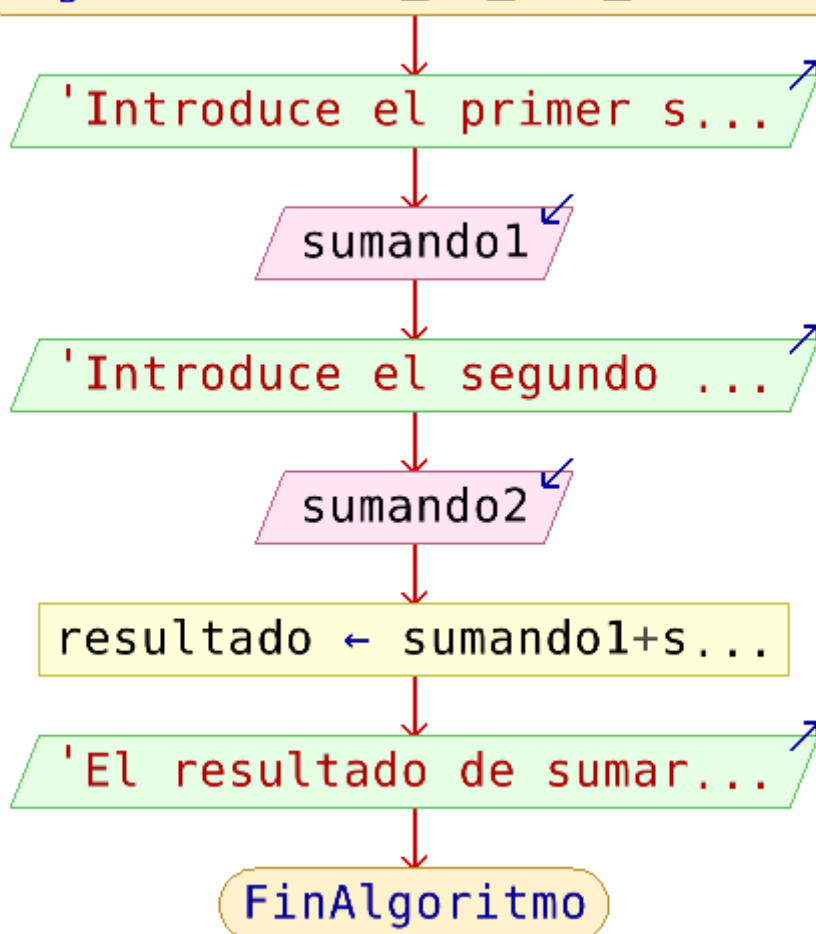 'Introduce el primer s...
sumando1
'Introduce el segundo ...
sumando2
resultado ← sumando1+s...
'El resultado de sumar...
FinAlgoritmo